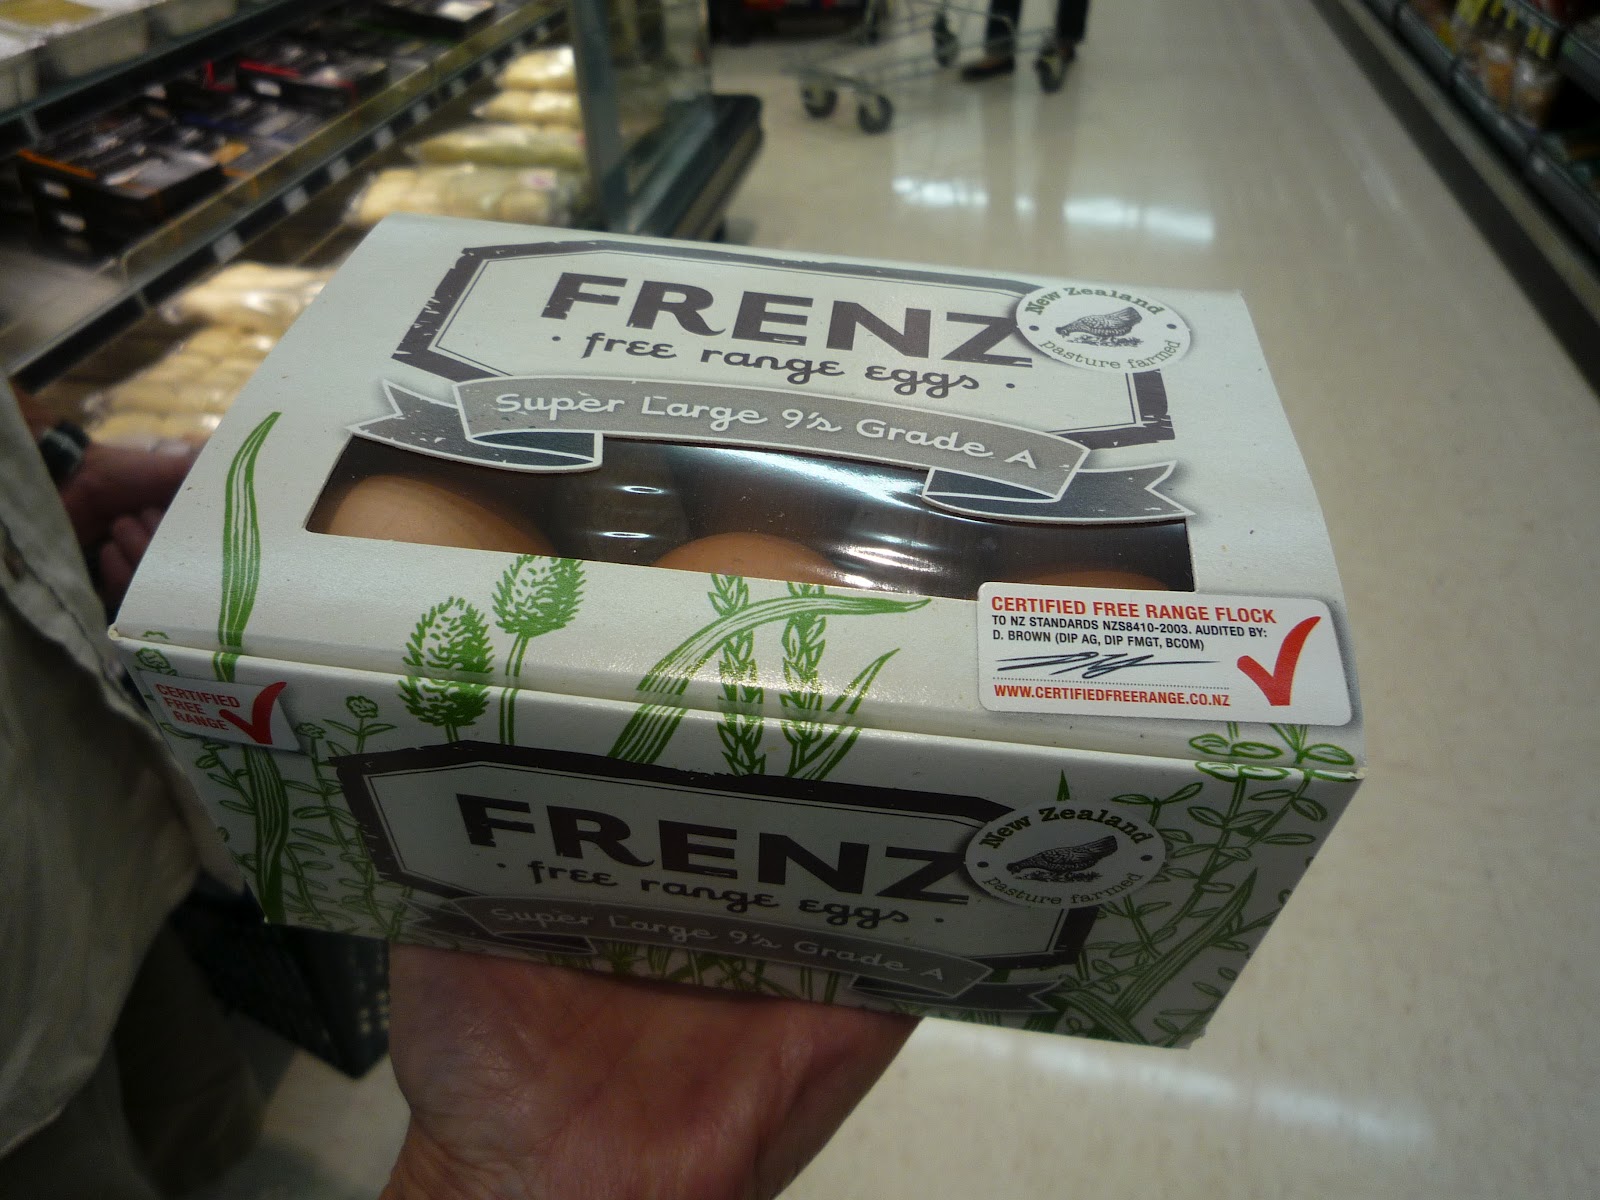 FRENZ
· free range eggs ·
Super Large 9's Grade A
New Zealand
pasture farmed
CERTIFIED FREE RANGE FLOCK
TO NZ STANDARDS NZS8410-2003. AUDITED BY:
D. BROWN (DIP AG, DIP FMGT, BCOM)
WWW.CERTIFIEDFREERANGE.CO.NZ
CERTIFIED
FREE
RANGE
FRENZ
· free range eggs ·
Super Large 9's Grade A
New Zealand
pasture farmed